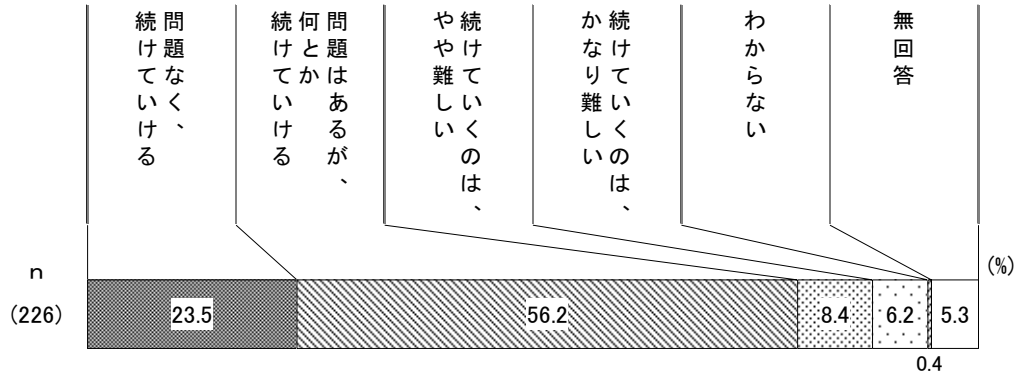 問題なく、
続けていける
問題はあるが、
何とか
続けていける
続けていくのは、
やや難しい
続けていくのは、
かなり難しい
わからない
無回答
(%)
n
(226)
23.5
56.2
8.4
6.2
5.3
0.4